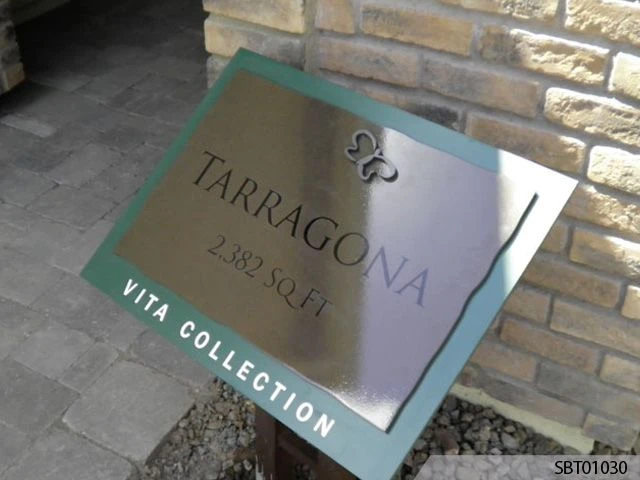 TARRAGONA
2,382 SQ FT
VITA COLLECTION
SBT01030